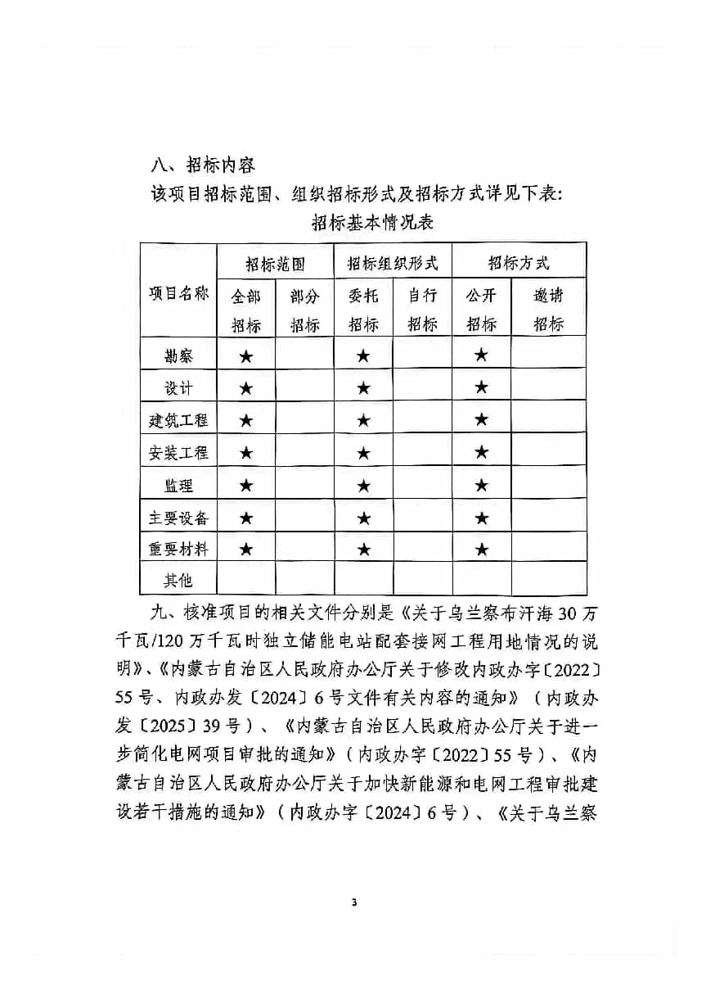 八、招标内容
该项目招标范围、组织招标形式及招标方式详见下表:
招标基本情况表
项目名称 招标范围 招标组织形式 招标方式
全部招标 部分招标 委托招标 自行招标 公开招标 邀请招标
勘察 ★ ★ ★
设计 ★ ★ ★
建筑工程 ★ ★ ★
安装工程 ★ ★ ★
监理 ★ ★ ★
主要设备 ★ ★ ★
重要材料 ★ ★ ★
其他
九、核准项目的相关文件分别是《关于乌兰察布汗海 30 万
千瓦/120 万千瓦时独立储能电站配套接网工程用地情况的说
明》、《内蒙古自治区人民政府办公厅关于修改内政办字〔2022〕
55 号、内政办发〔2024〕6 号文件有关内容的通知》（内政办
发〔2025〕39 号）、《内蒙古自治区人民政府办公厅关于进一
步简化电网项目审批的通知》（内政办字〔2022〕55 号）、《内
蒙古自治区人民政府办公厅关于加快新能源和电网工程审批建
设若干措施的通知》（内政办字〔2024〕6 号）、《关于乌兰察
3